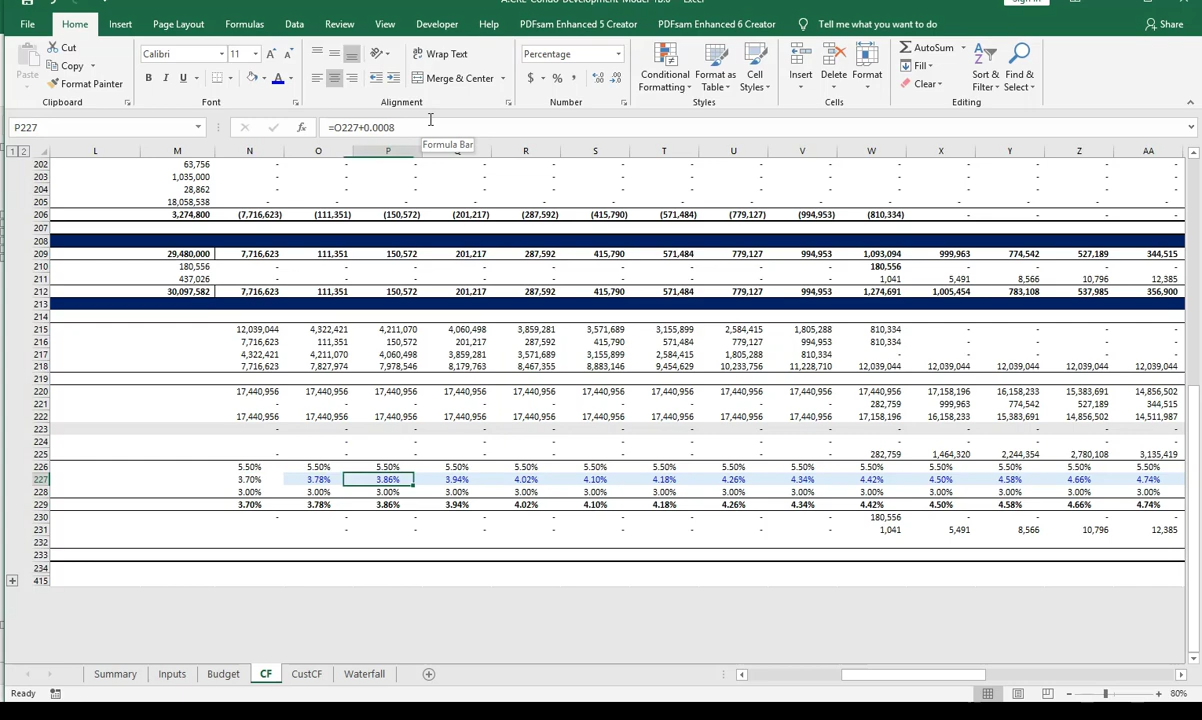 File Home Insert Page Layout Formulas Data Review View Developer Help PDFsam Enhanced 5 Creator PDFsam Enhanced 6 Creator Tell me what you want to do Share
Cut Calibri 11 Wrap Text Percentage AutoSum
Paste Copy Conditional Format as Cell Insert Delete Format Fill Sort & Find &
Format Painter B I U Merge & Center $ % Formatting Table Styles Clear Filter Select
Clipboard Font Alignment Number Styles Cells Editing
P227 fx =O227+0.0008
Formula Bar
1 2 L M N O P Q R S T U V W X Y Z AA
202 63,756 - - - - - - - - - - - - - -
203 1,035,000 - - - - - - - - - - - - - -
204 28,862 - - - - - - - - - - - - - -
205 18,058,538 - - - - - - - - - - - - - -
206 3,274,800 (7,716,623) (111,351) (150,572) (201,217) (287,592) (415,790) (571,484) (779,127) (994,953) (810,334) - - - -
207
208
209 29,480,000 7,716,623 111,351 150,572 201,217 287,592 415,790 571,484 779,127 994,953 1,093,094 999,963 774,542 527,189 344,515
210 180,556 - - - - - - - - - 180,556 - - - -
211 437,026 - - - - - - - - - 1,041 5,491 8,566 10,796 12,385
212 30,097,582 7,716,623 111,351 150,572 201,217 287,592 415,790 571,484 779,127 994,953 1,274,691 1,005,454 783,108 537,985 356,900
213
214
215 12,039,044 4,322,421 4,211,070 4,060,498 3,859,281 3,571,689 3,155,899 2,584,415 1,805,288 810,334 - - - -
216 7,716,623 111,351 150,572 201,217 287,592 415,790 571,484 779,127 994,953 810,334 - - - -
217 4,322,421 4,211,070 4,060,498 3,859,281 3,571,689 3,155,899 2,584,415 1,805,288 810,334 - - - - -
218 7,716,623 7,827,974 7,978,546 8,179,763 8,467,355 8,883,146 9,454,629 10,233,756 11,228,710 12,039,044 12,039,044 12,039,044 12,039,044 12,039,044
219
220 17,440,956 17,440,956 17,440,956 17,440,956 17,440,956 17,440,956 17,440,956 17,440,956 17,440,956 17,440,956 17,158,196 16,158,233 15,383,691 14,856,502
221 - - - - - - - - - 282,759 999,963 774,542 527,189 344,515
222 17,440,956 17,440,956 17,440,956 17,440,956 17,440,956 17,440,956 17,440,956 17,440,956 17,440,956 17,158,196 16,158,233 15,383,691 14,856,502 14,511,987
223 - - - - - - - - - - - - - -
224 - - - - - - - - - - - - -
225 - - - - - - - - - 282,759 1,464,320 2,244,354 2,780,108 3,135,419
226 5.50% 5.50% 5.50% 5.50% 5.50% 5.50% 5.50% 5.50% 5.50% 5.50% 5.50% 5.50% 5.50% 5.50%
227 3.70% 3.78% 3.86% 3.94% 4.02% 4.10% 4.18% 4.26% 4.34% 4.42% 4.50% 4.58% 4.66% 4.74%
228 3.00% 3.00% 3.00% 3.00% 3.00% 3.00% 3.00% 3.00% 3.00% 3.00% 3.00% 3.00% 3.00% 3.00%
229 3.70% 3.78% 3.86% 3.94% 4.02% 4.10% 4.18% 4.26% 4.34% 4.42% 4.50% 4.58% 4.66% 4.74%
230 - - - - - - - - 180,556 - - - -
231 - - - - - - - - 1,041 5,491 8,566 10,796 12,385
232
233
234
415
Summary Inputs Budget CF CustCF Waterfall
Ready 80%